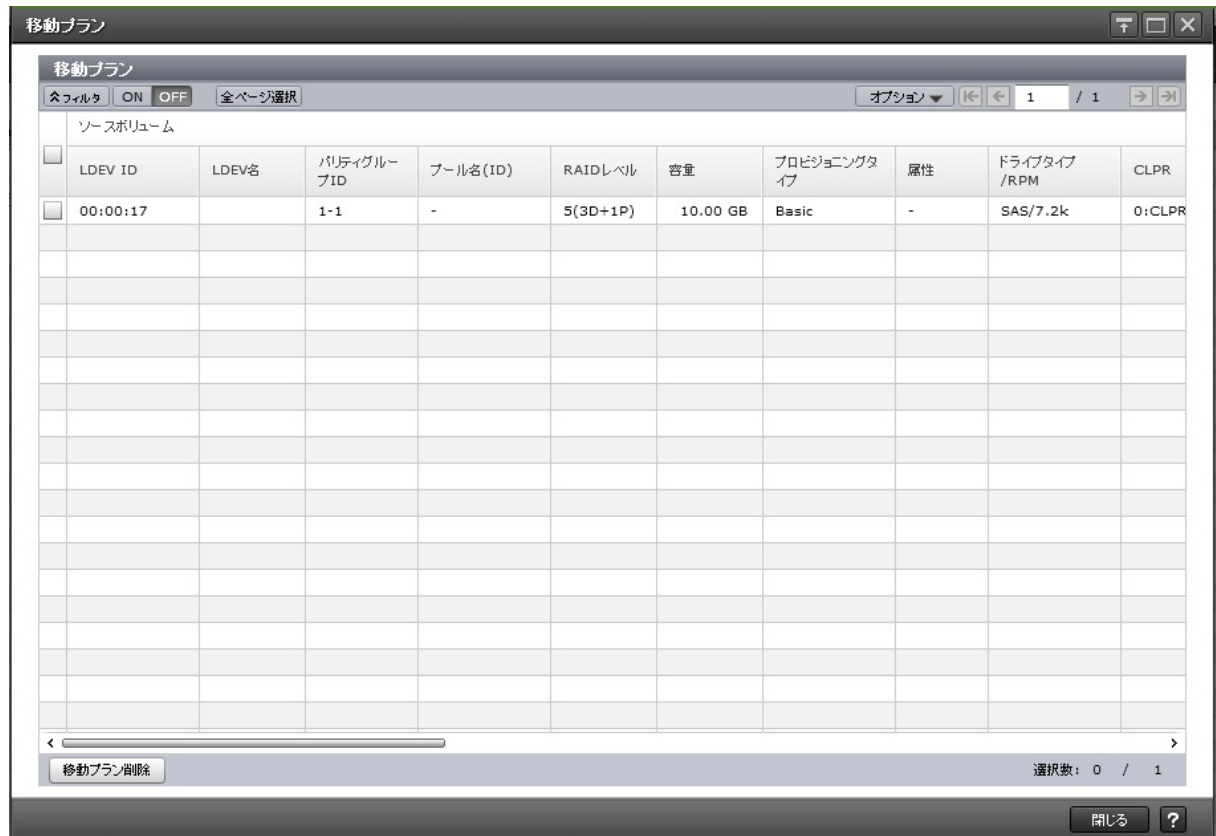 移動プラン
移動プラン
フィルタ ON OFF 全ページ選択 オプション 1 / 1
ソースボリューム
LDEV ID LDEV名 パリティグルー プール名(ID) RAIDレベル 容量 プロビジョニングタ 属性 ドライブタイプ CLPR
プID イプ /RPM
00:00:17 1-1 - 5(3D+1P) 10.00 GB Basic - SAS/7.2k 0:CLPR
移動プラン削除 選択数: 0 / 1
閉じる ?